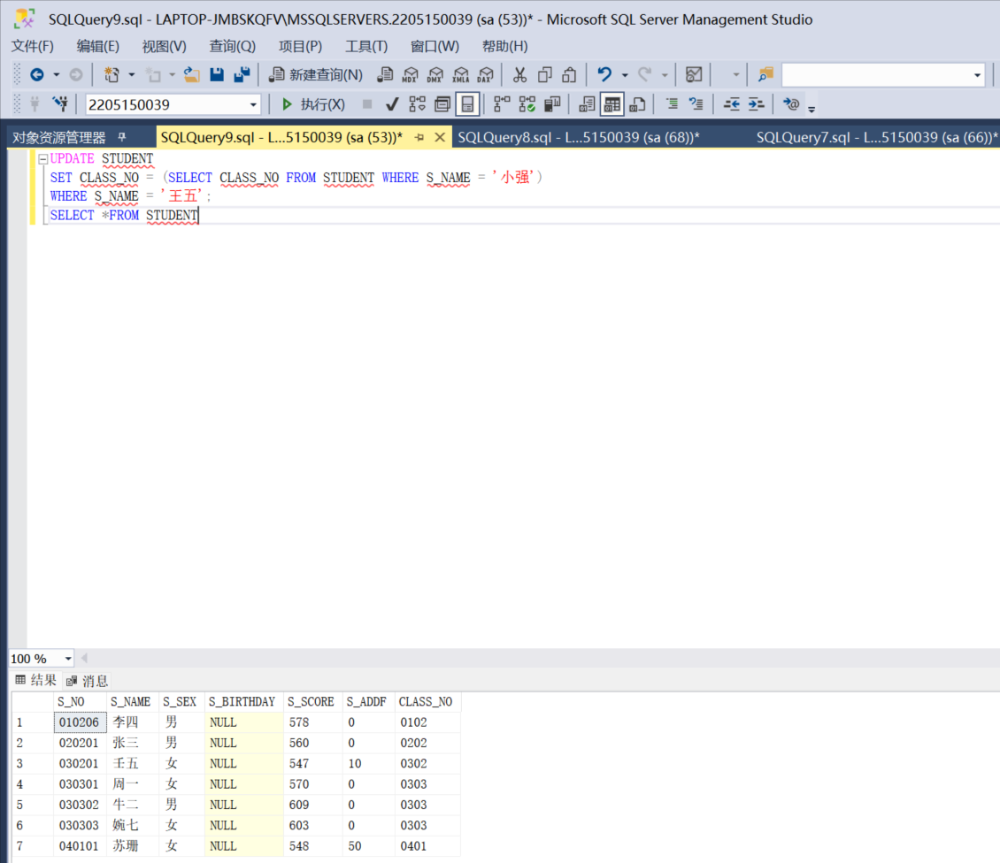 SQLQuery9.sql - LAPTOP-JMBSKQFV\MSSQLSERVERS.2205150039 (sa (53))* - Microsoft SQL Server Management Studio
文件(F) 编辑(E) 视图(V) 查询(Q) 项目(P) 工具(T) 窗口(W) 帮助(H)
新建查询(N) MDX DMX XMLA DAX
2205150039 执行(X)
对象资源管理器 SQLQuery9.sql - L...5150039 (sa (53))* SQLQuery8.sql - L...5150039 (sa (68))* SQLQuery7.sql - L...5150039 (sa (66))*
UPDATE STUDENT
SET CLASS_NO = (SELECT CLASS_NO FROM STUDENT WHERE S_NAME = '小强')
WHERE S_NAME = '王五';
SELECT *FROM STUDENT
100 %
结果 消息
S_NO S_NAME S_SEX S_BIRTHDAY S_SCORE S_ADDF CLASS_NO
1 010206 李四 男 NULL 578 0 0102
2 020201 张三 男 NULL 560 0 0202
3 030201 王五 女 NULL 547 10 0302
4 030301 周一 女 NULL 570 0 0303
5 030302 牛二 男 NULL 609 0 0303
6 030303 婉七 女 NULL 603 0 0303
7 040101 苏珊 女 NULL 548 50 0401